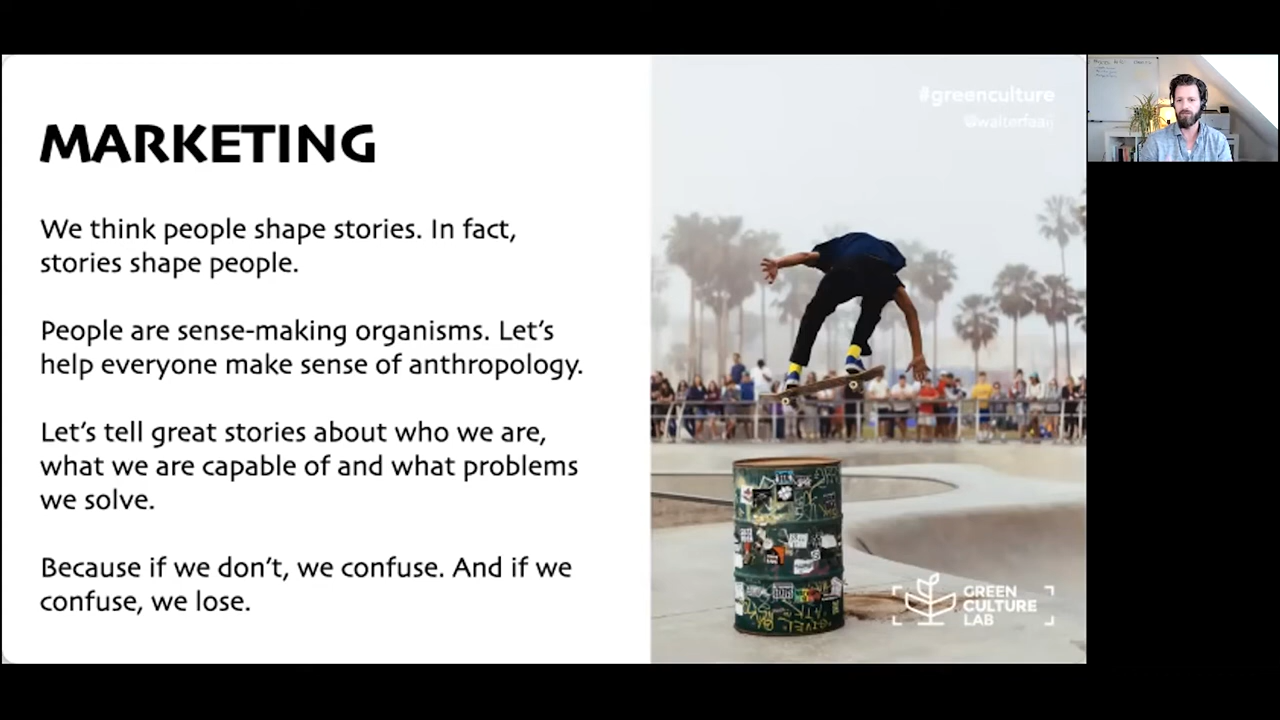 MARKETING
We think people shape stories. In fact,
stories shape people.
People are sense-making organisms. Let's
help everyone make sense of anthropology.
Let's tell great stories about who we are,
what we are capable of and what problems
we solve.
Because if we don't, we confuse. And if we
confuse, we lose.
#greenculture
@walterfaaij
GREEN
CULTURE
LAB